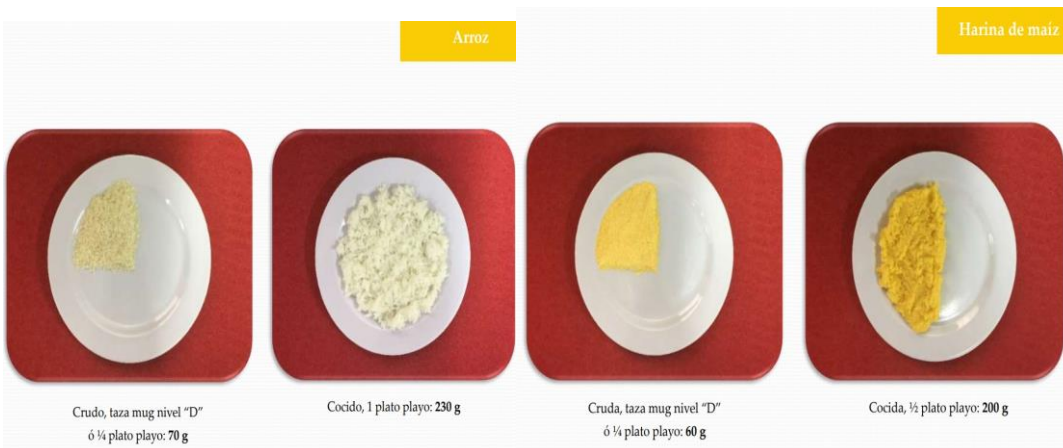 Arroz
Harina de maíz
Crudo, taza mug nivel “D”
ó ¼ plato playo: 70 g
Cocido, 1 plato playo: 230 g
Cruda, taza mug nivel “D”
ó ¼ plato playo: 60 g
Cocida, ½ plato playo: 200 g